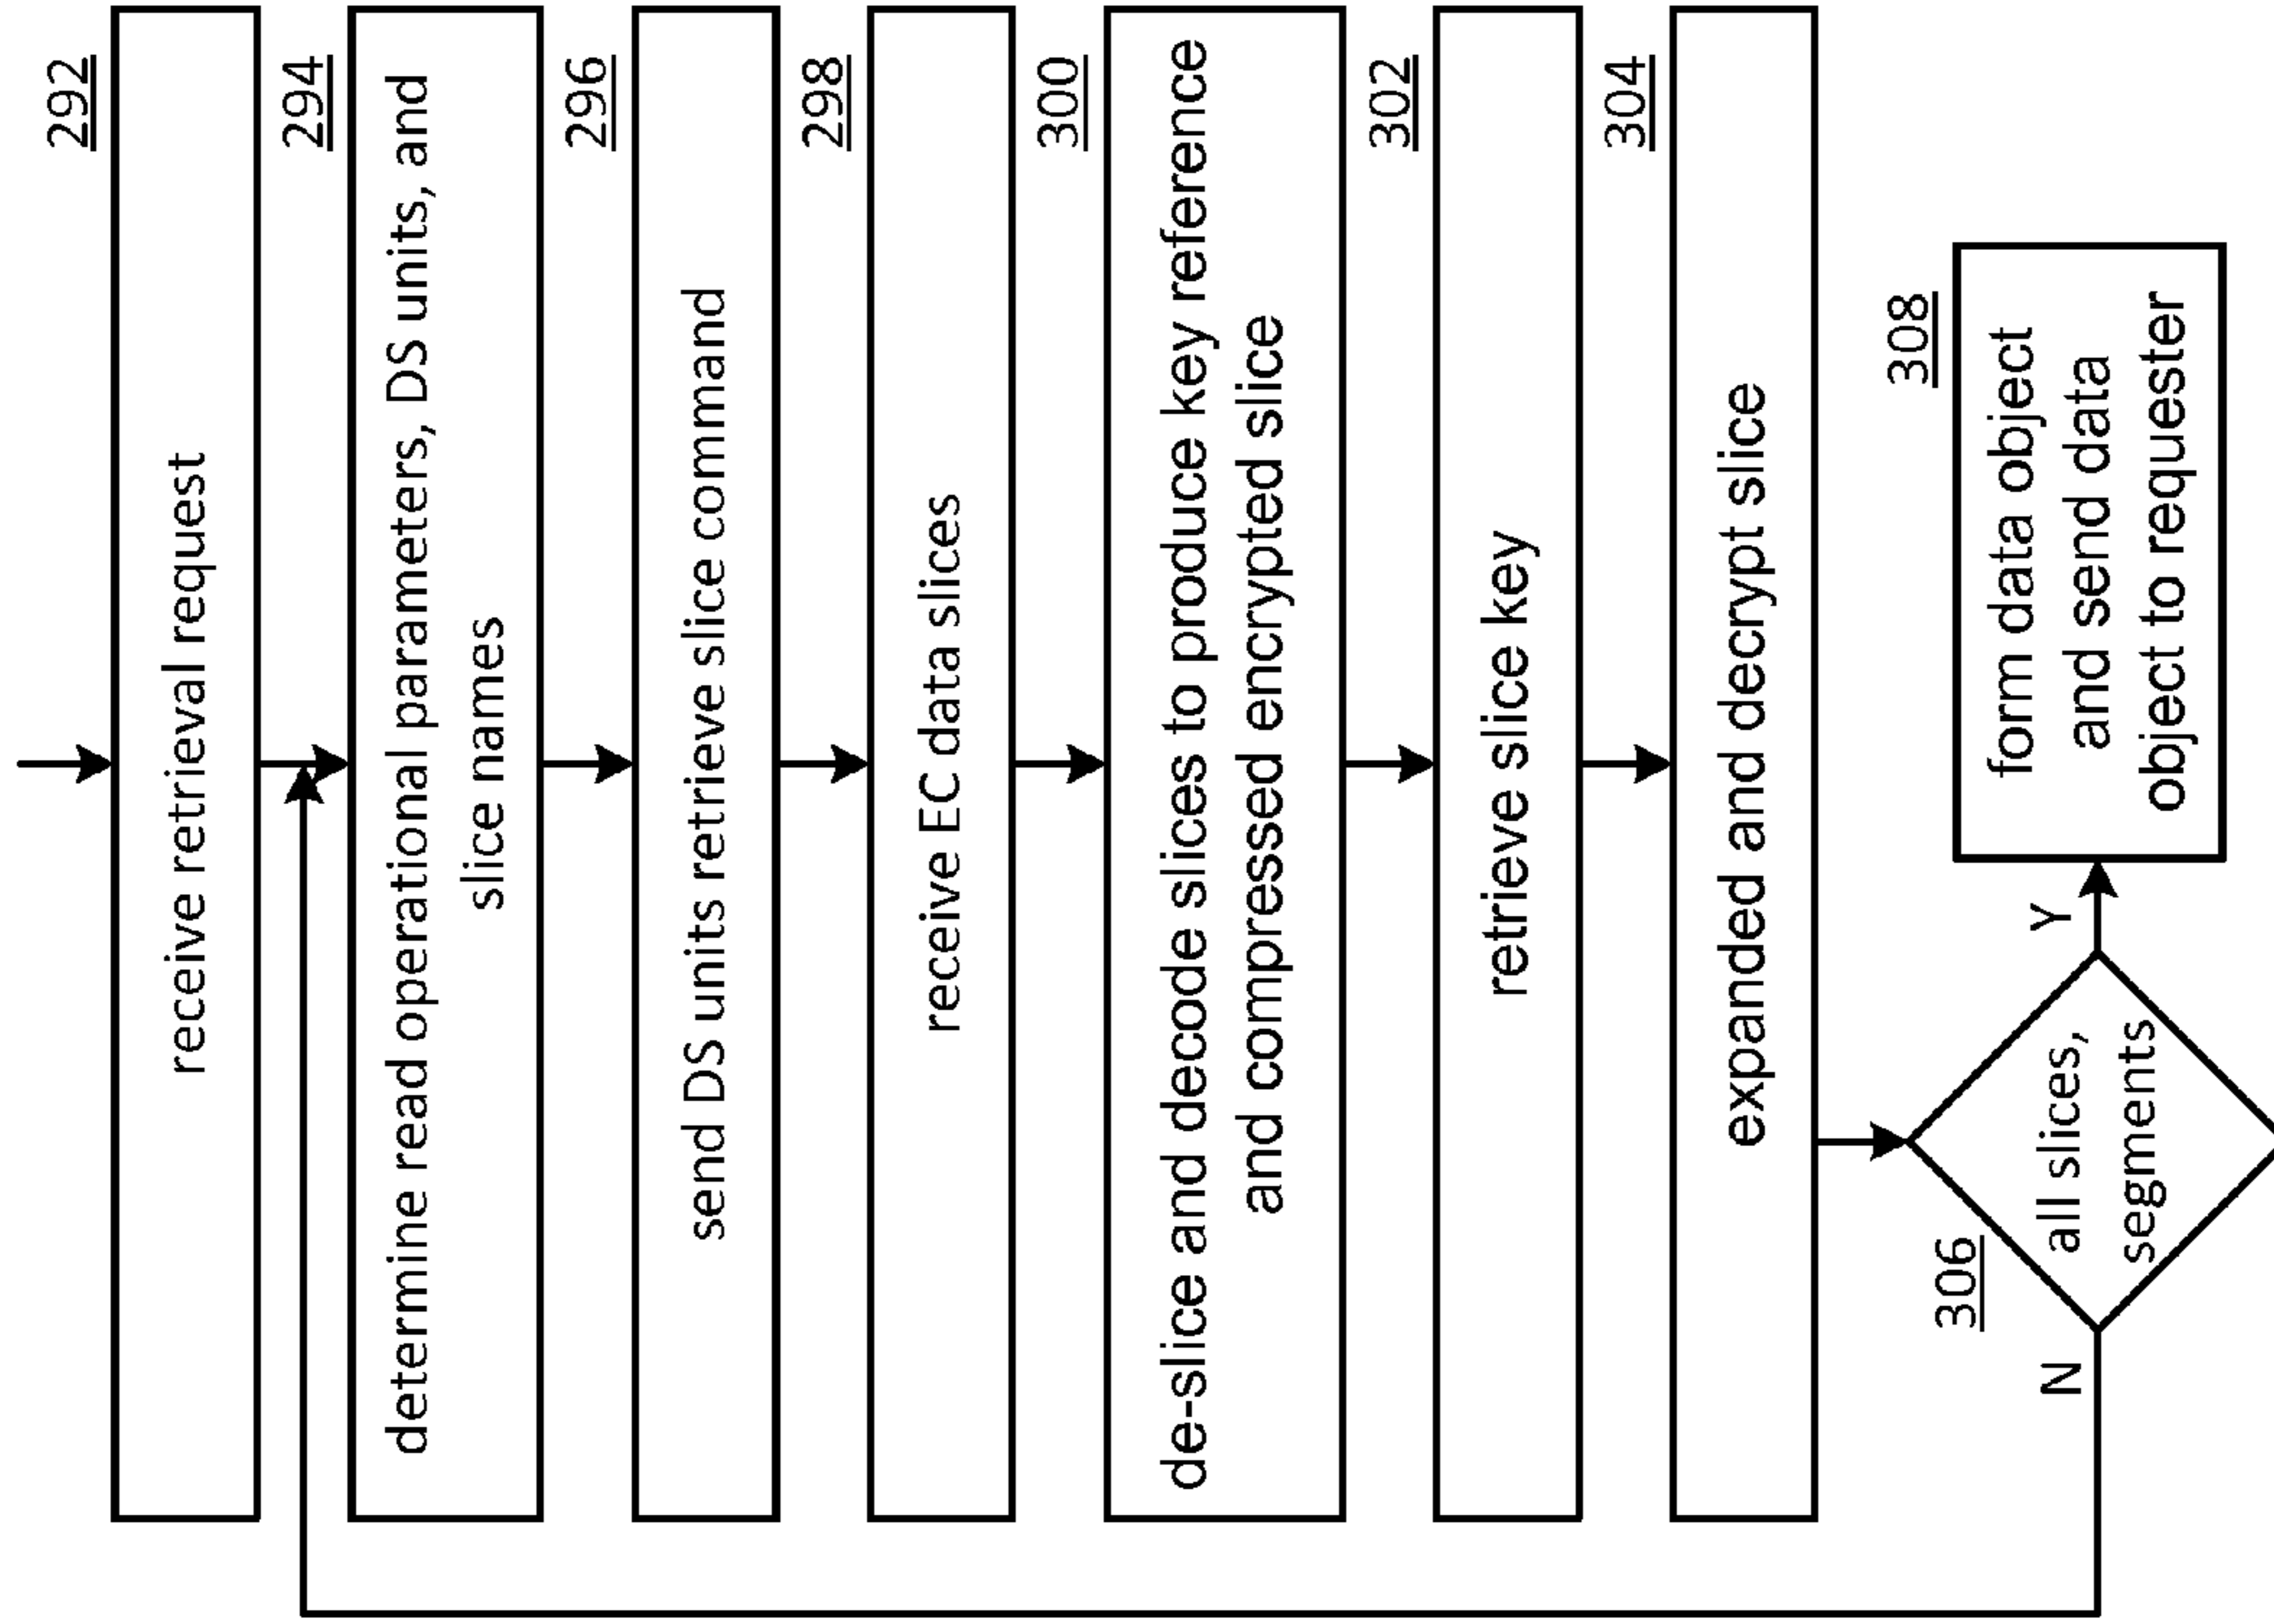 292
receive retrieval request
294
determine read operational parameters, DS units, and
slice names
296
send DS units retrieve slice command
298
receive EC data slices
300
de-slice and decode slices to produce key reference
and compressed encrypted slice
302
retrieve slice key
304
expanded and decrypt slice
306
all slices,
segments
N
Y
308
form data object
and send data
object to requester